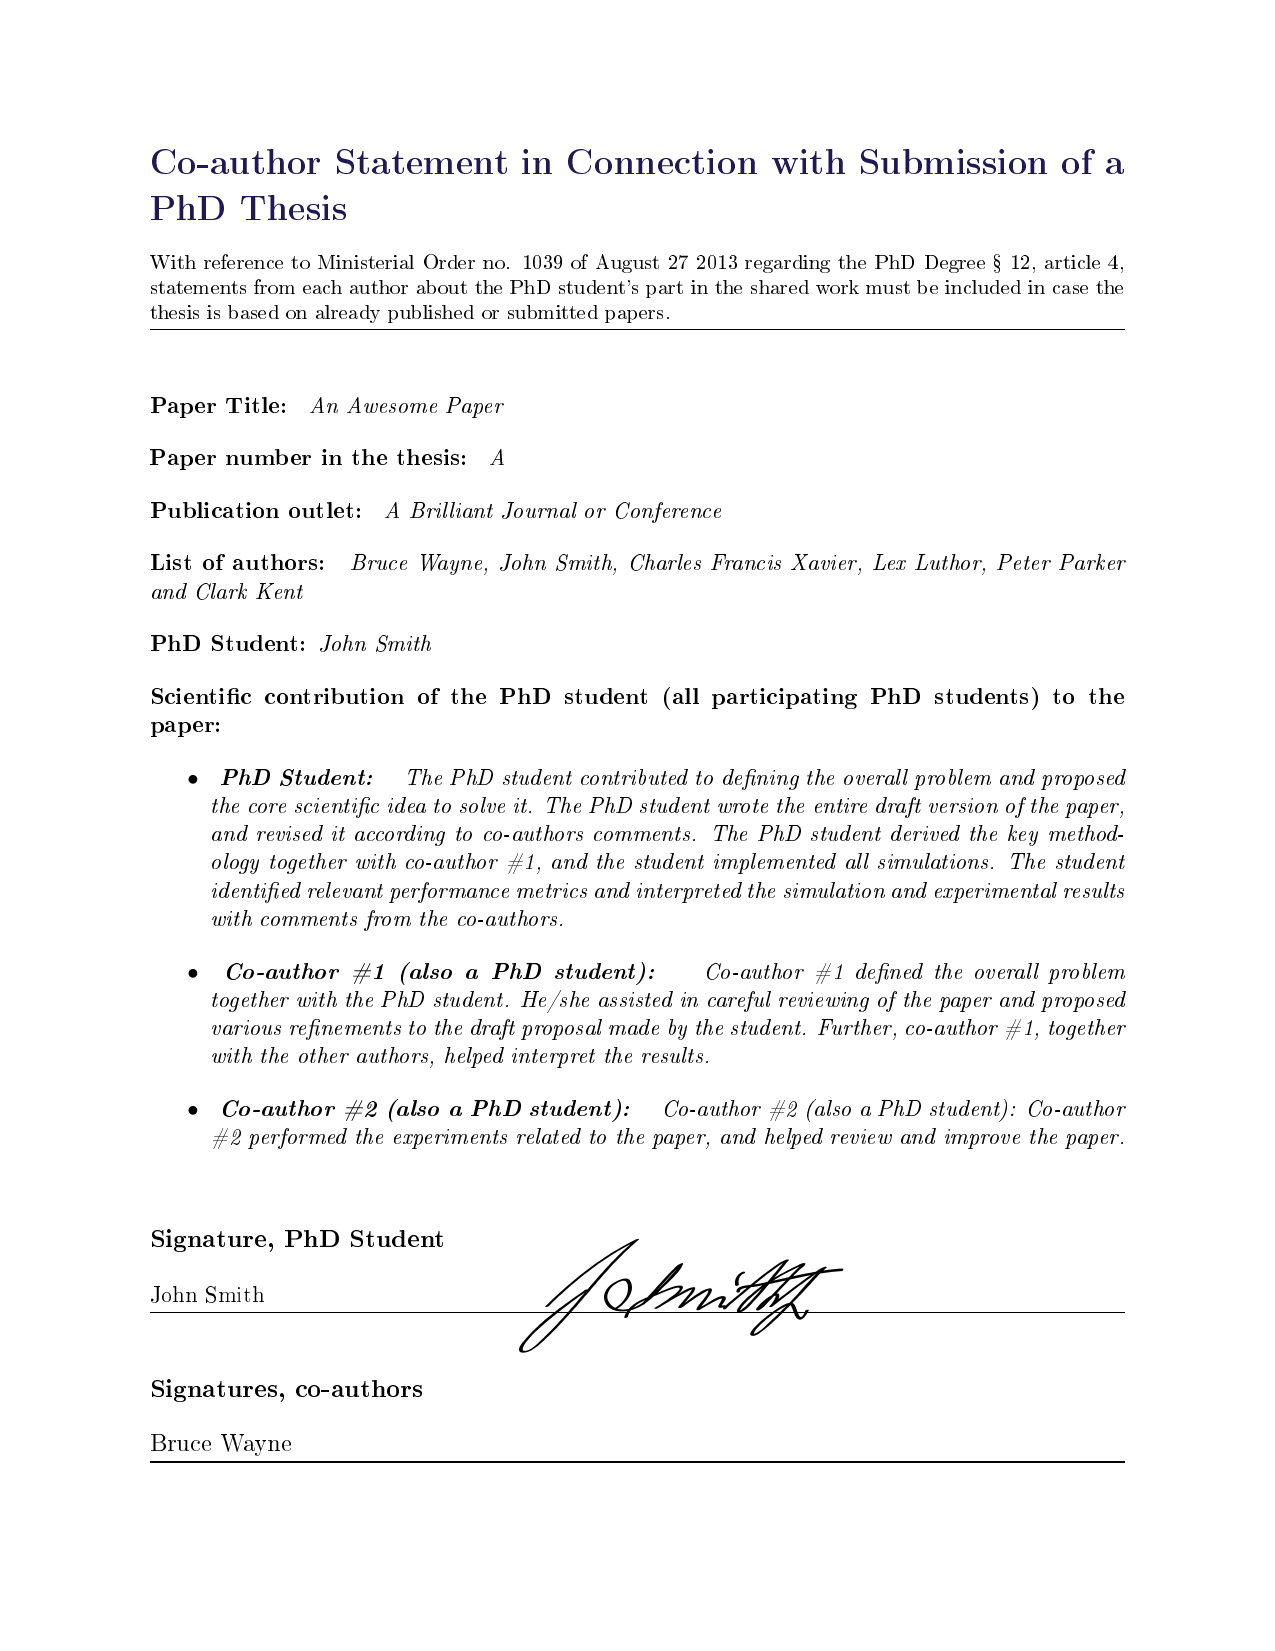 Co-author Statement in Connection with Submission of a
PhD Thesis
With reference to Ministerial Order no. 1039 of August 27 2013 regarding the PhD Degree § 12, article 4,
statements from each author about the PhD student's part in the shared work must be included in case the
thesis is based on already published or submitted papers.
Paper Title: An Awesome Paper
Paper number in the thesis: A
Publication outlet: A Brilliant Journal or Conference
List of authors: Bruce Wayne, John Smith, Charles Francis Xavier, Lex Luthor, Peter Parker
and Clark Kent
PhD Student: John Smith
Scientific contribution of the PhD student (all participating PhD students) to the
paper:
• PhD Student: The PhD student contributed to defining the overall problem and proposed
the core scientific idea to solve it. The PhD student wrote the entire draft version of the paper,
and revised it according to co-authors comments. The PhD student derived the key method-
ology together with co-author #1, and the student implemented all simulations. The student
identified relevant performance metrics and interpreted the simulation and experimental results
with comments from the co-authors.
• Co-author #1 (also a PhD student): Co-author #1 defined the overall problem
together with the PhD student. He/she assisted in careful reviewing of the paper and proposed
various refinements to the draft proposal made by the student. Further, co-author #1, together
with the other authors, helped interpret the results.
• Co-author #2 (also a PhD student): Co-author #2 (also a PhD student): Co-author
#2 performed the experiments related to the paper, and helped review and improve the paper.
Signature, PhD Student
John Smith JoSmith
Signatures, co-authors
Bruce Wayne